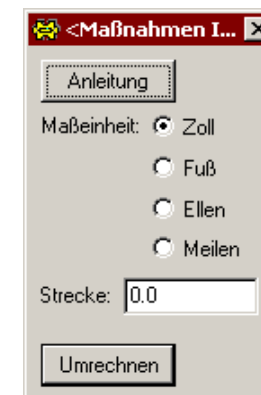 <Maßnahmen I...
Anleitung
Maßeinheit: Zoll
Fuß
Ellen
Meilen
Strecke: 0.0
Umrechnen